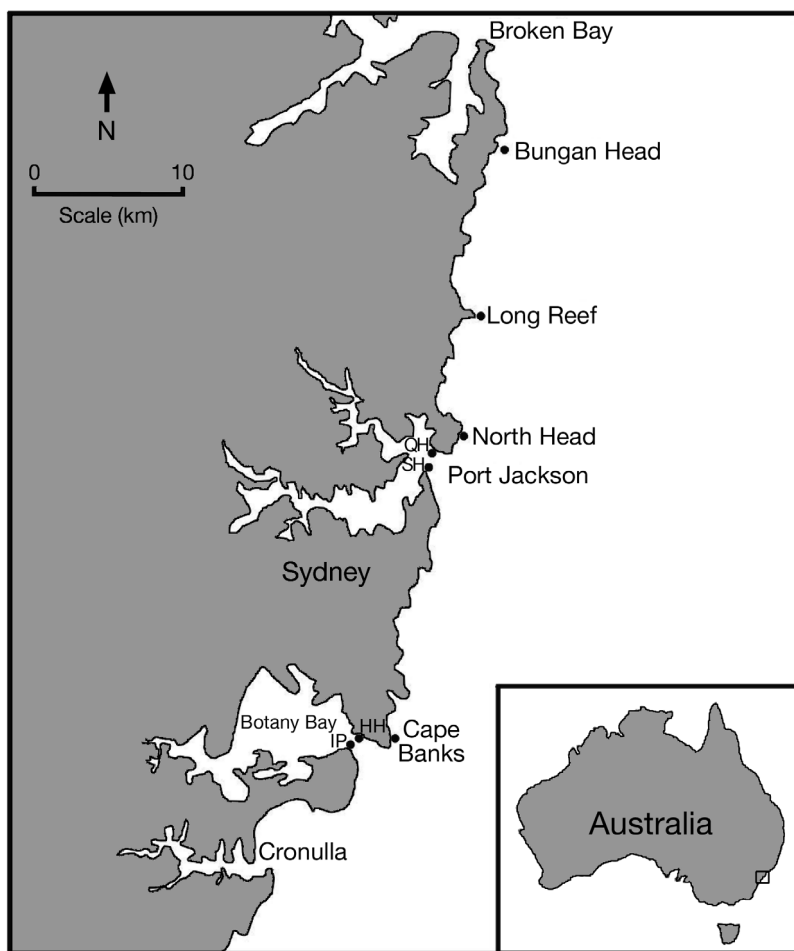 Broken Bay
N
Bungan Head
0 10
Scale (km)
Long Reef
North Head
QH
SH
Port Jackson
Sydney
Botany Bay
HH
IP
Cape
Banks
Cronulla
Australia